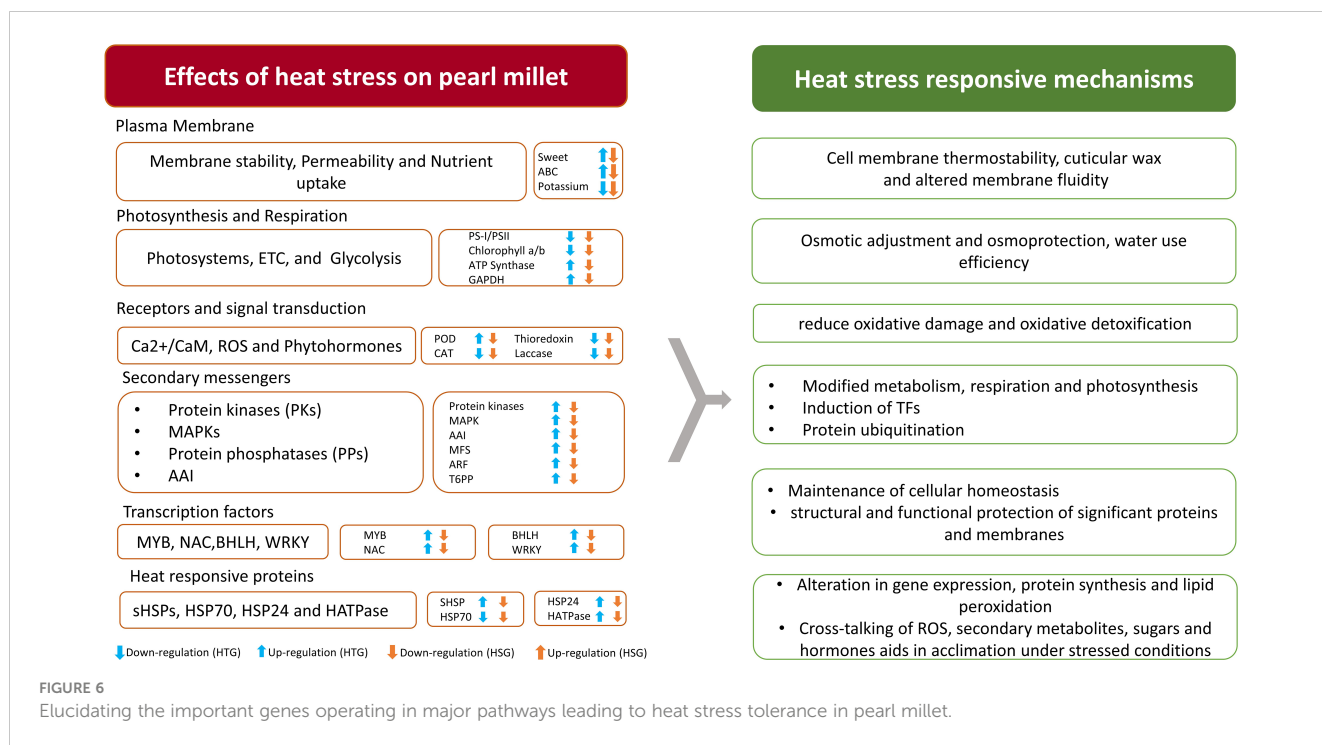 Effects of heat stress on pearl millet
Plasma Membrane
Membrane stability, Permeability and Nutrient
uptake
Sweet
ABC
Potassium
Photosynthesis and Respiration
Photosystems, ETC, and Glycolysis
PS-I/PSII
Chlorophyll a/b
ATP Synthase
GAPDH
Receptors and signal transduction
Ca2+/CaM, ROS and Phytohormones
POD
CAT
Thioredoxin
Laccase
Secondary messengers
• Protein kinases (PKs)
• MAPKs
• Protein phosphatases (PPs)
• AAI
Protein kinases
MAPK
AAI
MFS
ARF
T6PP
Transcription factors
MYB, NAC,BHLH, WRKY
MYB
NAC
BHLH
WRKY
Heat responsive proteins
sHSPs, HSP70, HSP24 and HATPase
SHSP
HSP70
HSP24
HATPase
Down-regulation (HTG)
Up-regulation (HTG)
Down-regulation (HSG)
Up-regulation (HSG)
Heat stress responsive mechanisms
Cell membrane thermostability, cuticular wax
and altered membrane fluidity
Osmotic adjustment and osmoprotection, water use
efficiency
reduce oxidative damage and oxidative detoxification
• Modified metabolism, respiration and photosynthesis
• Induction of TFs
• Protein ubiquitination
• Maintenance of cellular homeostasis
• structural and functional protection of significant proteins
and membranes
• Alteration in gene expression, protein synthesis and lipid
peroxidation
• Cross-talking of ROS, secondary metabolites, sugars and
hormones aids in acclimation under stressed conditions
FIGURE 6
Elucidating the important genes operating in major pathways leading to heat stress tolerance in pearl millet.